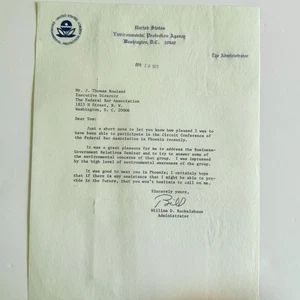 United States
Environmental Protection Agency
Washington, D.C. 20460
The Administrator
Mr. J. Thomas Rouland
Executive Director
The Federal Bar Association
1815 H Street, N. W.
Washington, D. C. 20006
Dear Tom:
Just a short note to let you know how pleased I was to
have been able to participate in the Circuit Conference of
the Federal Bar Association in Phoenix recently.
It was a great pleasure for me to address the Business-
Government Relations Seminar and to try to answer some of
the environmental concerns of that group. I was impressed
by the high level of environmental awareness of the group.
It was good to meet you in Phoenix; I certainly hope
that if there is any assistance that I might be able to pro-
vide in the future, that you won't hesitate to call on me.
Sincerely yours,
Bill
William D. Ruckelshaus
Administrator